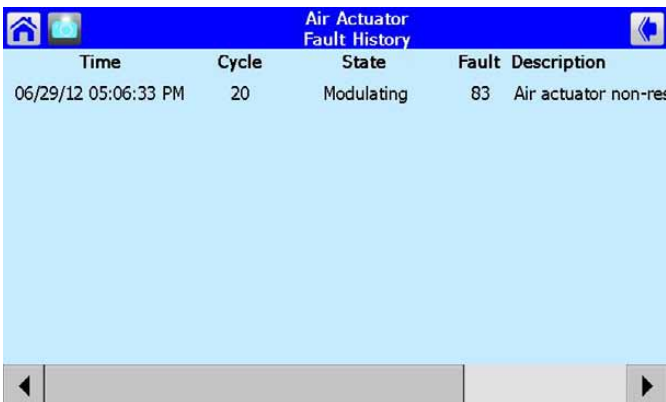 Air Actuator
Fault History
Time Cycle State Fault Description
06/29/12 05:06:33 PM 20 Modulating 83 Air actuator non-res